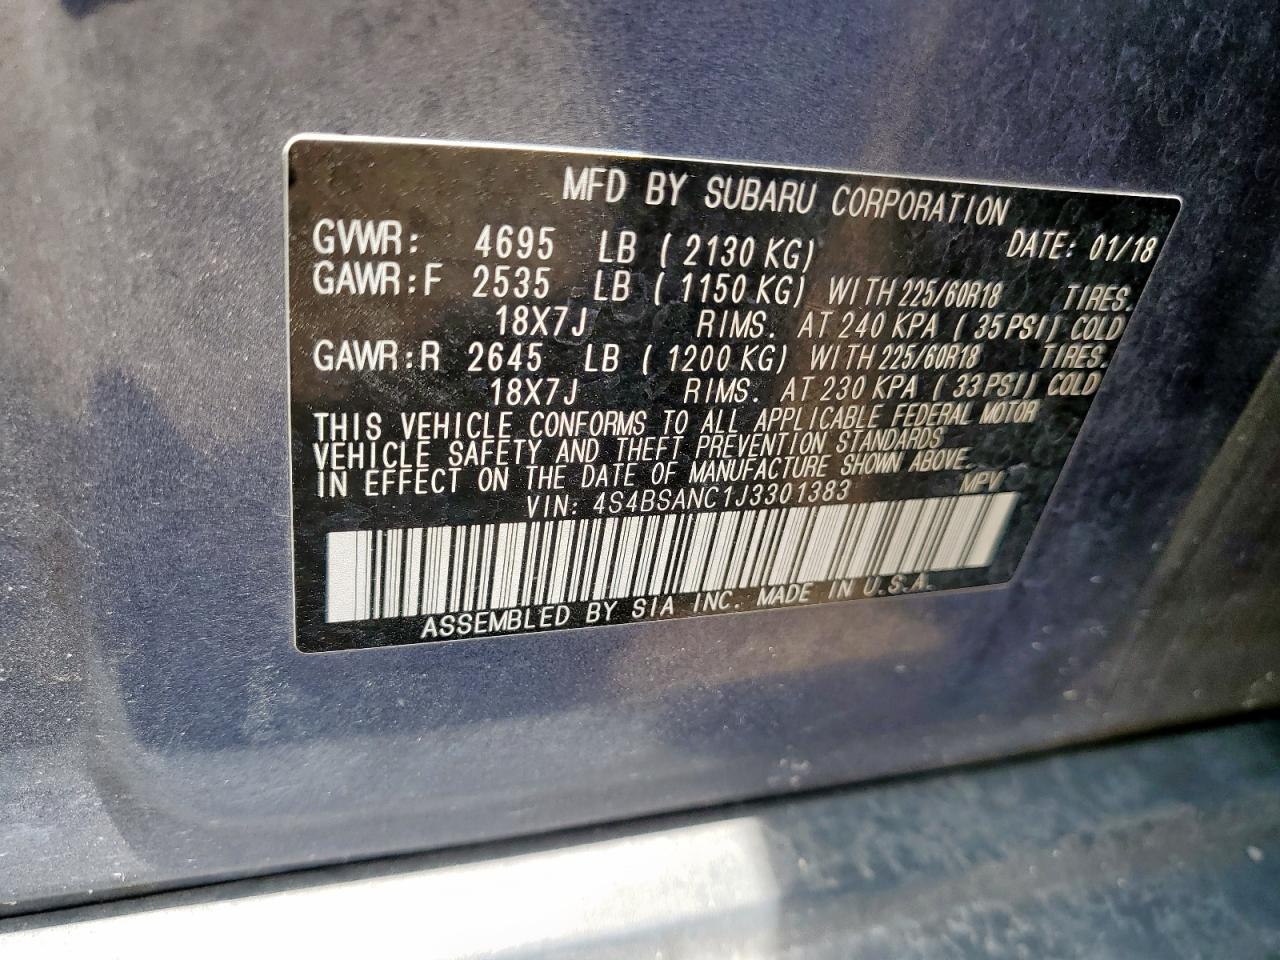 MFD BY SUBARU CORPORATION
GVWR: 4695 LB ( 2130 KG) DATE: 01/18
GAWR:F 2535 LB ( 1150 KG) WITH 225/60R18 TIRES.
18X7J RIMS. AT 240 KPA ( 35 PSI) COLD
GAWR:R 2645 LB ( 1200 KG) WITH 225/60R18 TIRES.
18X7J RIMS. AT 230 KPA ( 33 PSI) COLD
THIS VEHICLE CONFORMS TO ALL APPLICABLE FEDERAL MOTOR
VEHICLE SAFETY AND THEFT PREVENTION STANDARDS
IN EFFECT ON THE DATE OF MANUFACTURE SHOWN ABOVE.
VIN: 4S4BSANC1J3301383 MPV
ASSEMBLED BY SIA INC. MADE IN U.S.A.